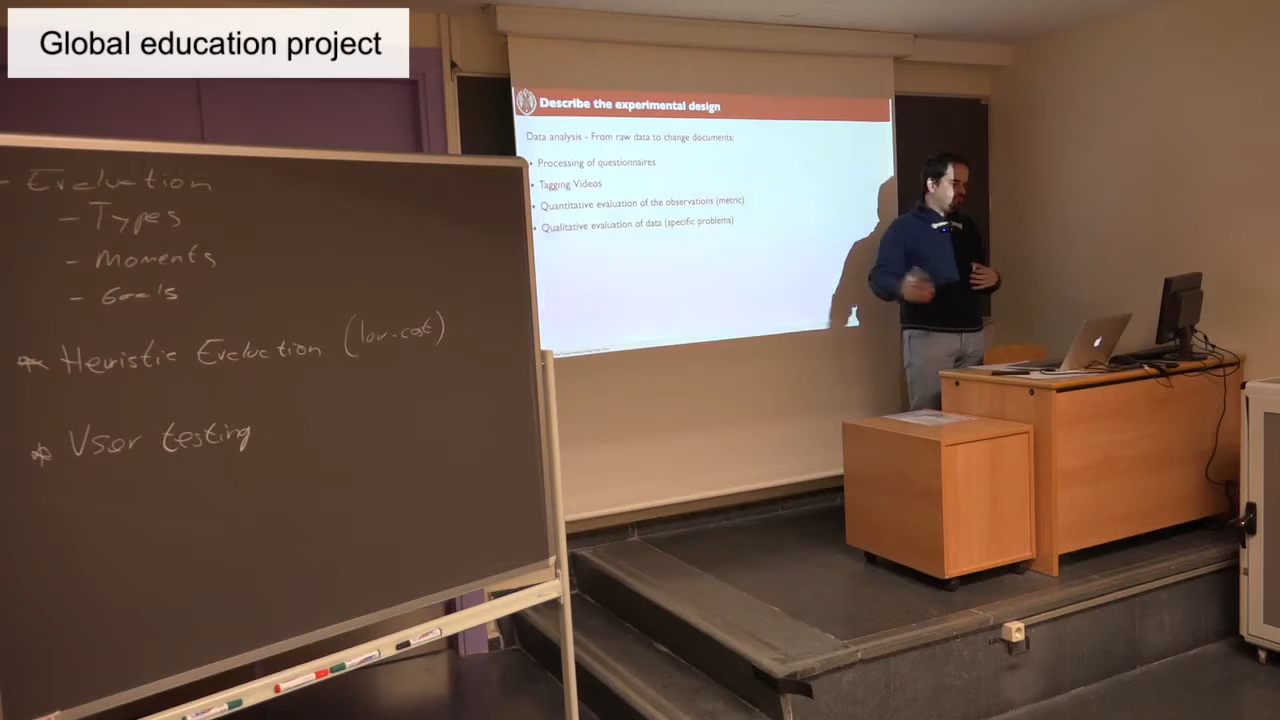 Global education project
- Evaluation
- Types
- Moments
- Goals
* Heuristic Evaluation (low-cost)
* User testing
Describe the experimental design
Data analysis - From raw data to change documents:
• Processing of questionnaires
• Tagging Videos
• Quantitative evaluation of the observations (metric)
• Qualitative evaluation of data (specific problems)